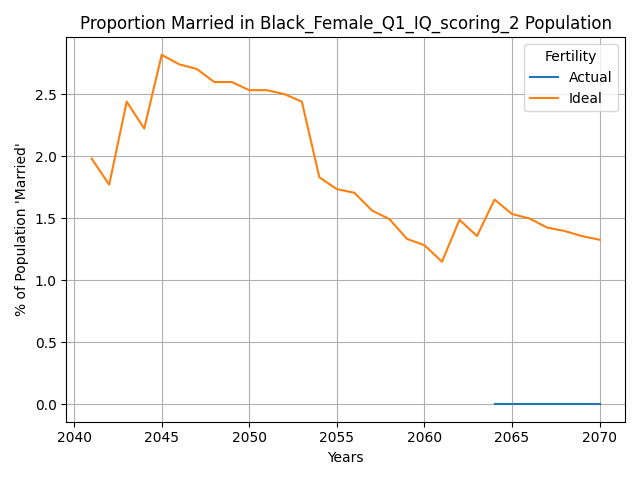 Proportion Married in Black_Female_Q1_IQ_scoring_2 Population
Fertility
Actual
Ideal
% of Population 'Married'
2.5
2.0
1.5
1.0
0.5
0.0
2040 2045 2050 2055 2060 2065 2070
Years